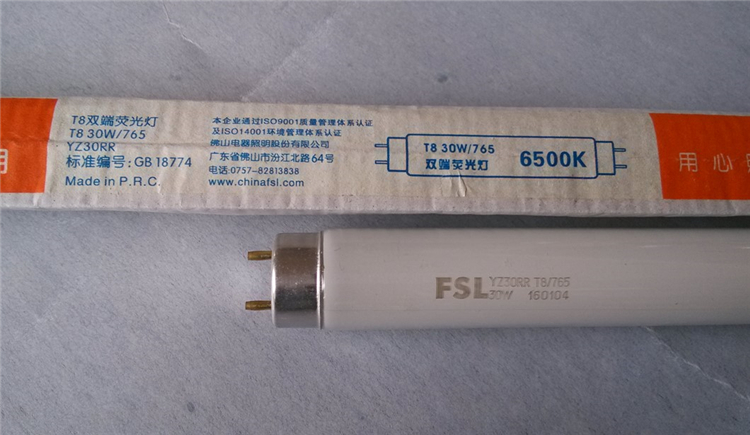 用
T8双端荧光灯
T8 30W/765
YZ30RR
标准编号：GB 18774
Made in P.R.C.
本企业通过ISO9001质量管理体系认证
及ISO14001环境管理体系认证
佛山电器照明股份有限公司
广东省佛山市汾江北路64号
电话:0757-82813838
www.chinafsl.com
T8 30W/765
双端荧光灯
6500K
用心
FSL
YZ30RR T8/765
30W 160104